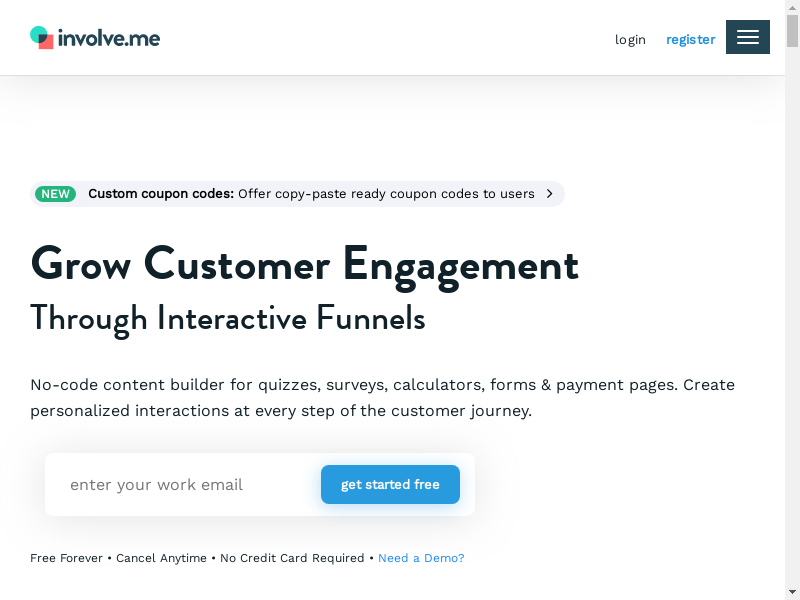 involve.me
login
register
NEW Custom coupon codes: Offer copy-paste ready coupon codes to users
Grow Customer Engagement
Through Interactive Funnels
No-code content builder for quizzes, surveys, calculators, forms & payment pages. Create
personalized interactions at every step of the customer journey.
enter your work email
get started free
Free Forever • Cancel Anytime • No Credit Card Required • Need a Demo?